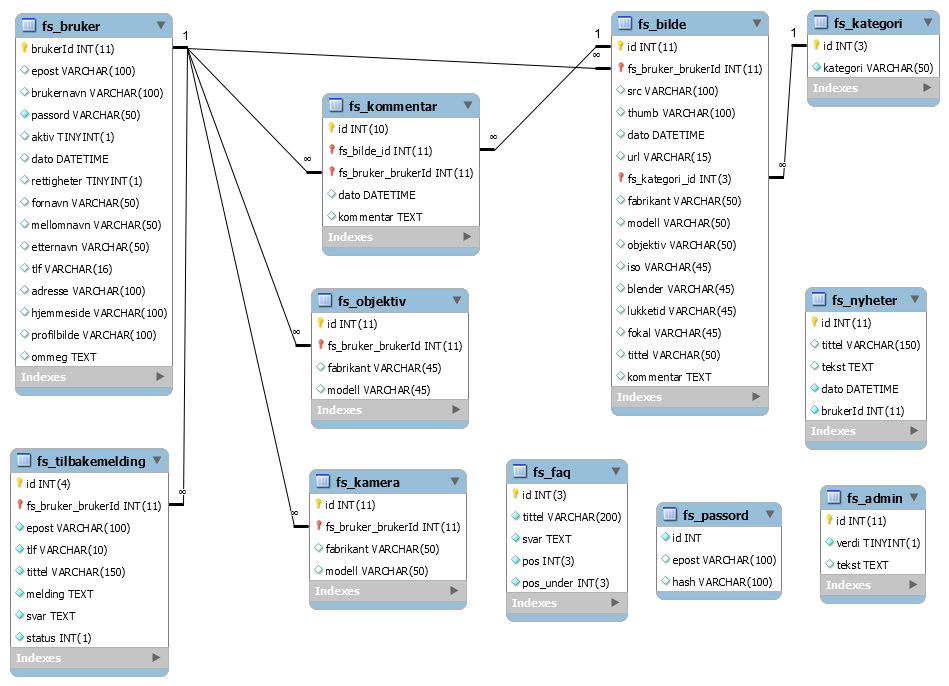 fs_bruker
brukerId INT(11)
epost VARCHAR(100)
brukernavn VARCHAR(100)
passord VARCHAR(50)
aktiv TINYINT(1)
dato DATETIME
rettigheter TINYINT(1)
fornavn VARCHAR(50)
mellomnavn VARCHAR(50)
etternavn VARCHAR(50)
tlf VARCHAR(16)
adresse VARCHAR(100)
hjemmeside VARCHAR(100)
profilbilde VARCHAR(100)
ommeg TEXT
Indexes
1
fs_kommentar
id INT(10)
fs_bilde_id INT(11)
fs_bruker_brukerId INT(11)
dato DATETIME
kommentar TEXT
Indexes
∞
∞
fs_bilde
id INT(11)
fs_bruker_brukerId INT(11)
src VARCHAR(100)
thumb VARCHAR(100)
dato DATETIME
url VARCHAR(15)
fs_kategori_id INT(3)
fabrikant VARCHAR(50)
modell VARCHAR(50)
objektiv VARCHAR(50)
iso VARCHAR(45)
blender VARCHAR(45)
lukketid VARCHAR(45)
fokal VARCHAR(45)
tittel VARCHAR(50)
kommentar TEXT
Indexes
1
∞
fs_kategori
id INT(3)
kategori VARCHAR(50)
Indexes
1
∞
fs_objektiv
id INT(11)
fs_bruker_brukerId INT(11)
fabrikant VARCHAR(45)
modell VARCHAR(45)
Indexes
∞
fs_nyheter
id INT(11)
tittel VARCHAR(150)
tekst TEXT
dato DATETIME
brukerId INT(11)
Indexes
fs_tilbakemelding
id INT(4)
fs_bruker_brukerId INT(11)
epost VARCHAR(100)
tlf VARCHAR(10)
tittel VARCHAR(150)
melding TEXT
svar TEXT
status INT(1)
Indexes
∞
fs_kamera
id INT(11)
fs_bruker_brukerId INT(11)
fabrikant VARCHAR(50)
modell VARCHAR(50)
Indexes
∞
fs_faq
id INT(3)
tittel VARCHAR(200)
svar TEXT
pos INT(3)
pos_under INT(3)
Indexes
fs_passord
id INT
epost VARCHAR(100)
hash VARCHAR(100)
fs_admin
id INT(11)
verdi TINYINT(1)
tekst TEXT
Indexes